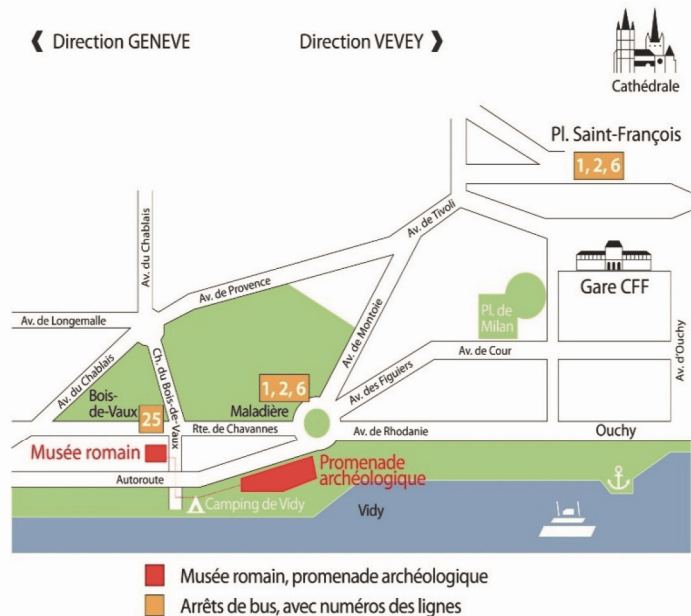 ❮ Direction GENEVE
Direction VEVEY ❯
Cathédrale
Pl. Saint-François
1, 2, 6
Av. du Chablais
Av. de Tivoli
Av. de Provence
Gare CFF
Av. de Longemalle
Pl. de
Milan
Av. de Montoie
Av. de Cour
Av. d'Ouchy
Av. du Chablais
Ch. du Bois-de-Vaux
Av. des Figuiers
Bois-
de-Vaux
25
1, 2, 6
Maladière
Rte. de Chavannes
Av. de Rhodanie
Ouchy
Musée romain
Promenade
archéologique
Autoroute
Camping de Vidy
Vidy
Musée romain, promenade archéologique
Arrêts de bus, avec numéros des lignes